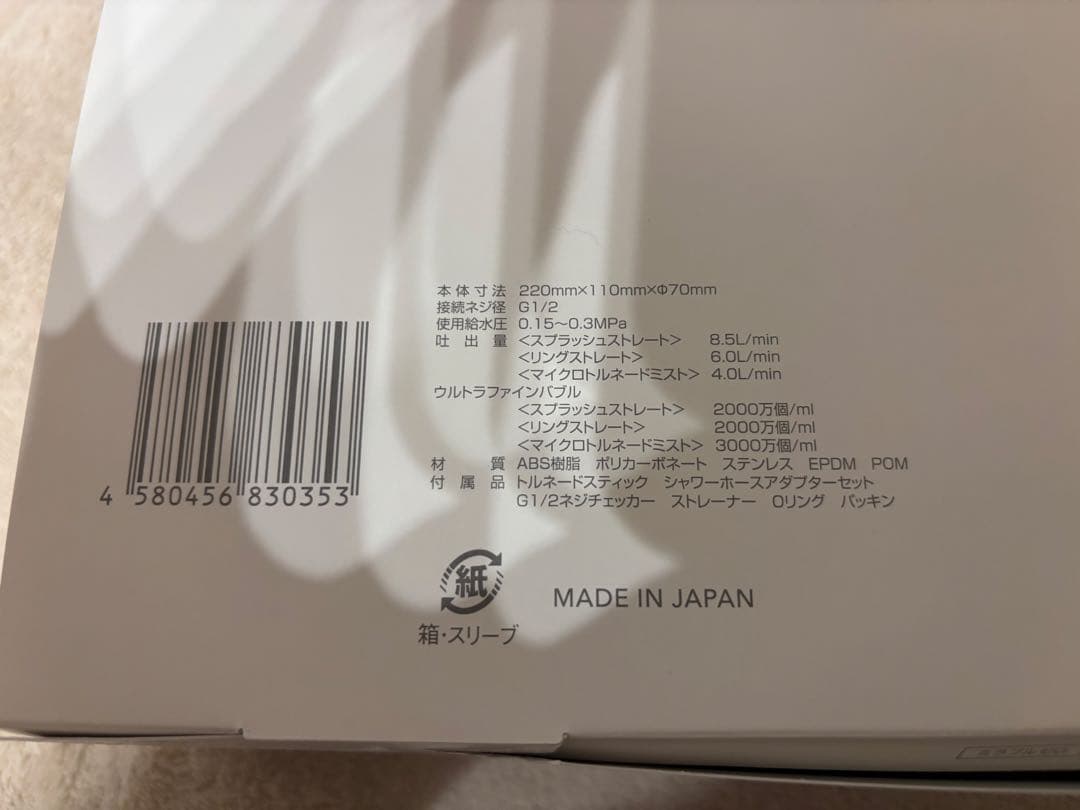 本体寸法 220mm×110mm×Φ70mm
接続ネジ径 G1/2
使用給水圧 0.15～0.3MPa
吐出量 <スプラッシュストレート> 8.5L/min
<リングストレート> 6.0L/min
<マイクロトルネードミスト> 4.0L/min
ウルトラファインバブル
<スプラッシュストレート> 2000万個/ml
<リングストレート> 2000万個/ml
<マイクロトルネードミスト> 3000万個/ml
材質 ABS樹脂 ポリカーボネート ステンレス EPDM POM
付属品 トルネードスティック シャワーホースアダプターセット
G1/2ネジチェッカー ストレーナー Oリング パッキン
4 580456 830353
紙
箱・スリーブ
MADE IN JAPAN